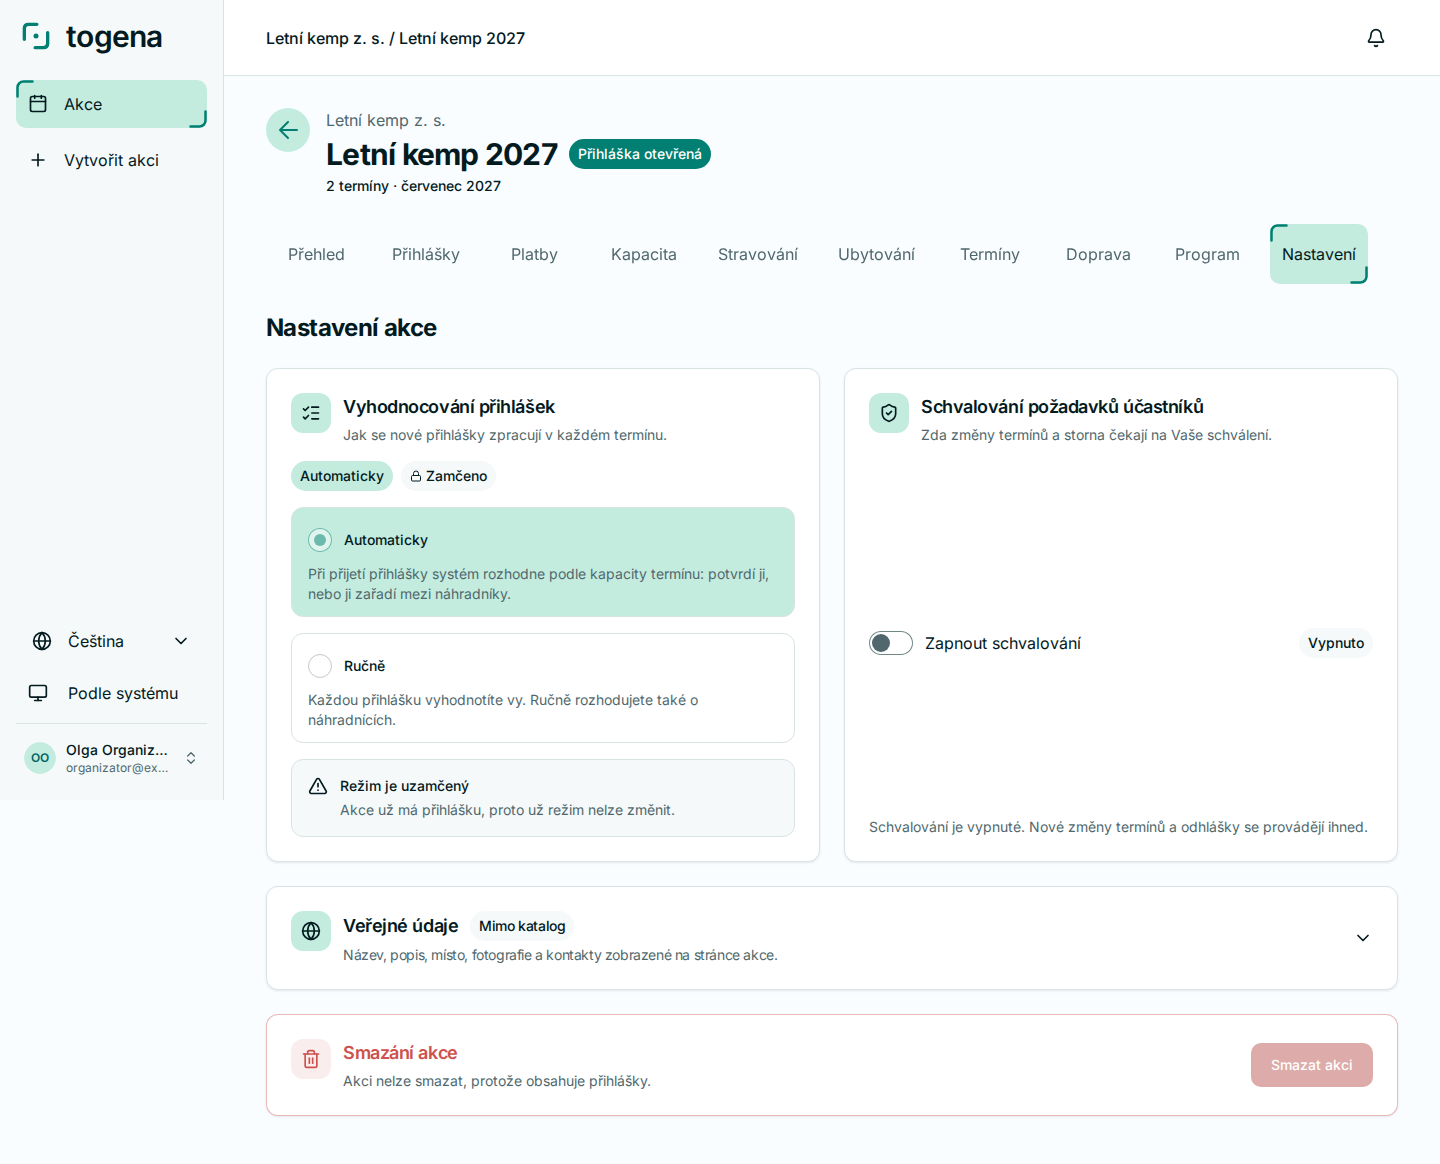 togena
Akce
Vytvořit akci
Čeština
Podle systému
OO
Olga Organiz...
organizator@ex...
Letní kemp z. s. / Letní kemp 2027
Letní kemp z. s.
Letní kemp 2027
Přihláška otevřená
2 termíny · červenec 2027
Přehled
Přihlášky
Platby
Kapacita
Stravování
Ubytování
Termíny
Doprava
Program
Nastavení
Nastavení akce
Vyhodnocování přihlášek
Jak se nové přihlášky zpracují v každém termínu.
Automaticky
Zamčeno
Automaticky
Při přijetí přihlášky systém rozhodne podle kapacity termínu: potvrdí ji,
nebo ji zařadí mezi náhradníky.
Ručně
Každou přihlášku vyhodnotíte vy. Ručně rozhodujete také o
náhradnících.
Režim je uzamčený
Akce už má přihlášku, proto už režim nelze změnit.
Schvalování požadavků účastníků
Zda změny termínů a storna čekají na Vaše schválení.
Zapnout schvalování
Vypnuto
Schvalování je vypnuté. Nové změny termínů a odhlášky se provádějí ihned.
Veřejné údaje
Mimo katalog
Název, popis, místo, fotografie a kontakty zobrazené na stránce akce.
Smazání akce
Akci nelze smazat, protože obsahuje přihlášky.
Smazat akci